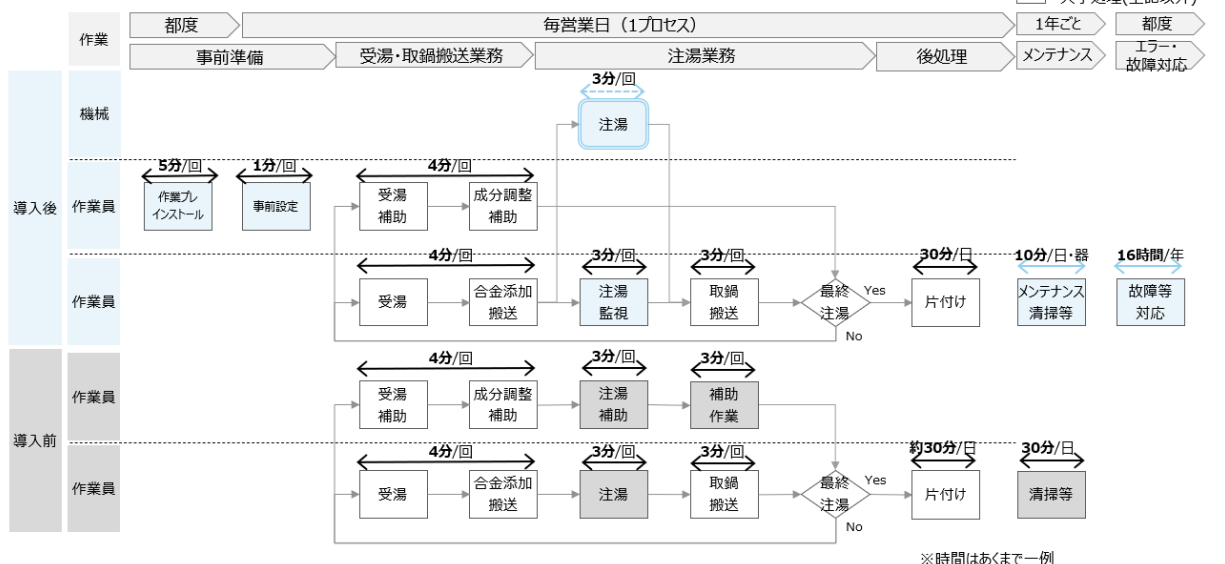 人手処理(上記以外)
作業
都度
毎営業日（1プロセス）
1年ごと
都度
事前準備
受湯・取鍋搬送業務
注湯業務
後処理
メンテナンス
エラー・
故障対応
導入後
機械
3分/回
注湯
作業員
5分/回
作業プレ
インストール
1分/回
事前設定
4分/回
受湯
補助
成分調整
補助
作業員
4分/回
受湯
合金添加
搬送
3分/回
注湯
監視
3分/回
取鍋
搬送
最終
注湯
Yes
No
30分/日
片付け
10分/日・器
メンテナンス
清掃等
16時間/年
故障等
対応
導入前
作業員
4分/回
受湯
補助
成分調整
補助
3分/回
注湯
補助
3分/回
補助
作業
作業員
4分/回
受湯
合金添加
搬送
3分/回
注湯
3分/回
取鍋
搬送
最終
注湯
Yes
No
約30分/日
片付け
30分/日
清掃等
※時間はあくまで一例